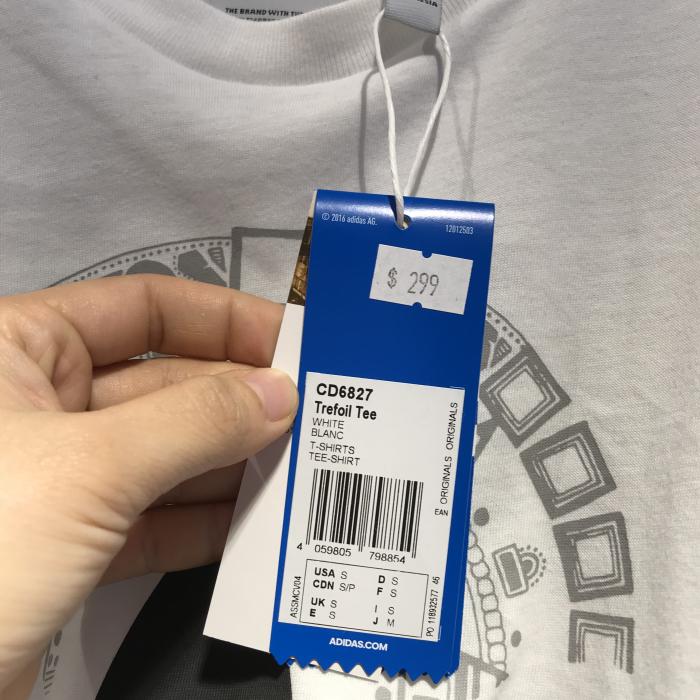 THE BRAND WITH THE
© 2016 adidas AG.
12012503
$ 299
CD6827
Trefoil Tee
WHITE
BLANC
T-SHIRTS
TEE-SHIRT
ORIGINALS ORIGINALS
EAN
4 059805 798854
ASSMCV04
USA S
CDN S/P
UK S
E S
D S
F S
I S
J M
PO 118932577 46
ADIDAS.COM